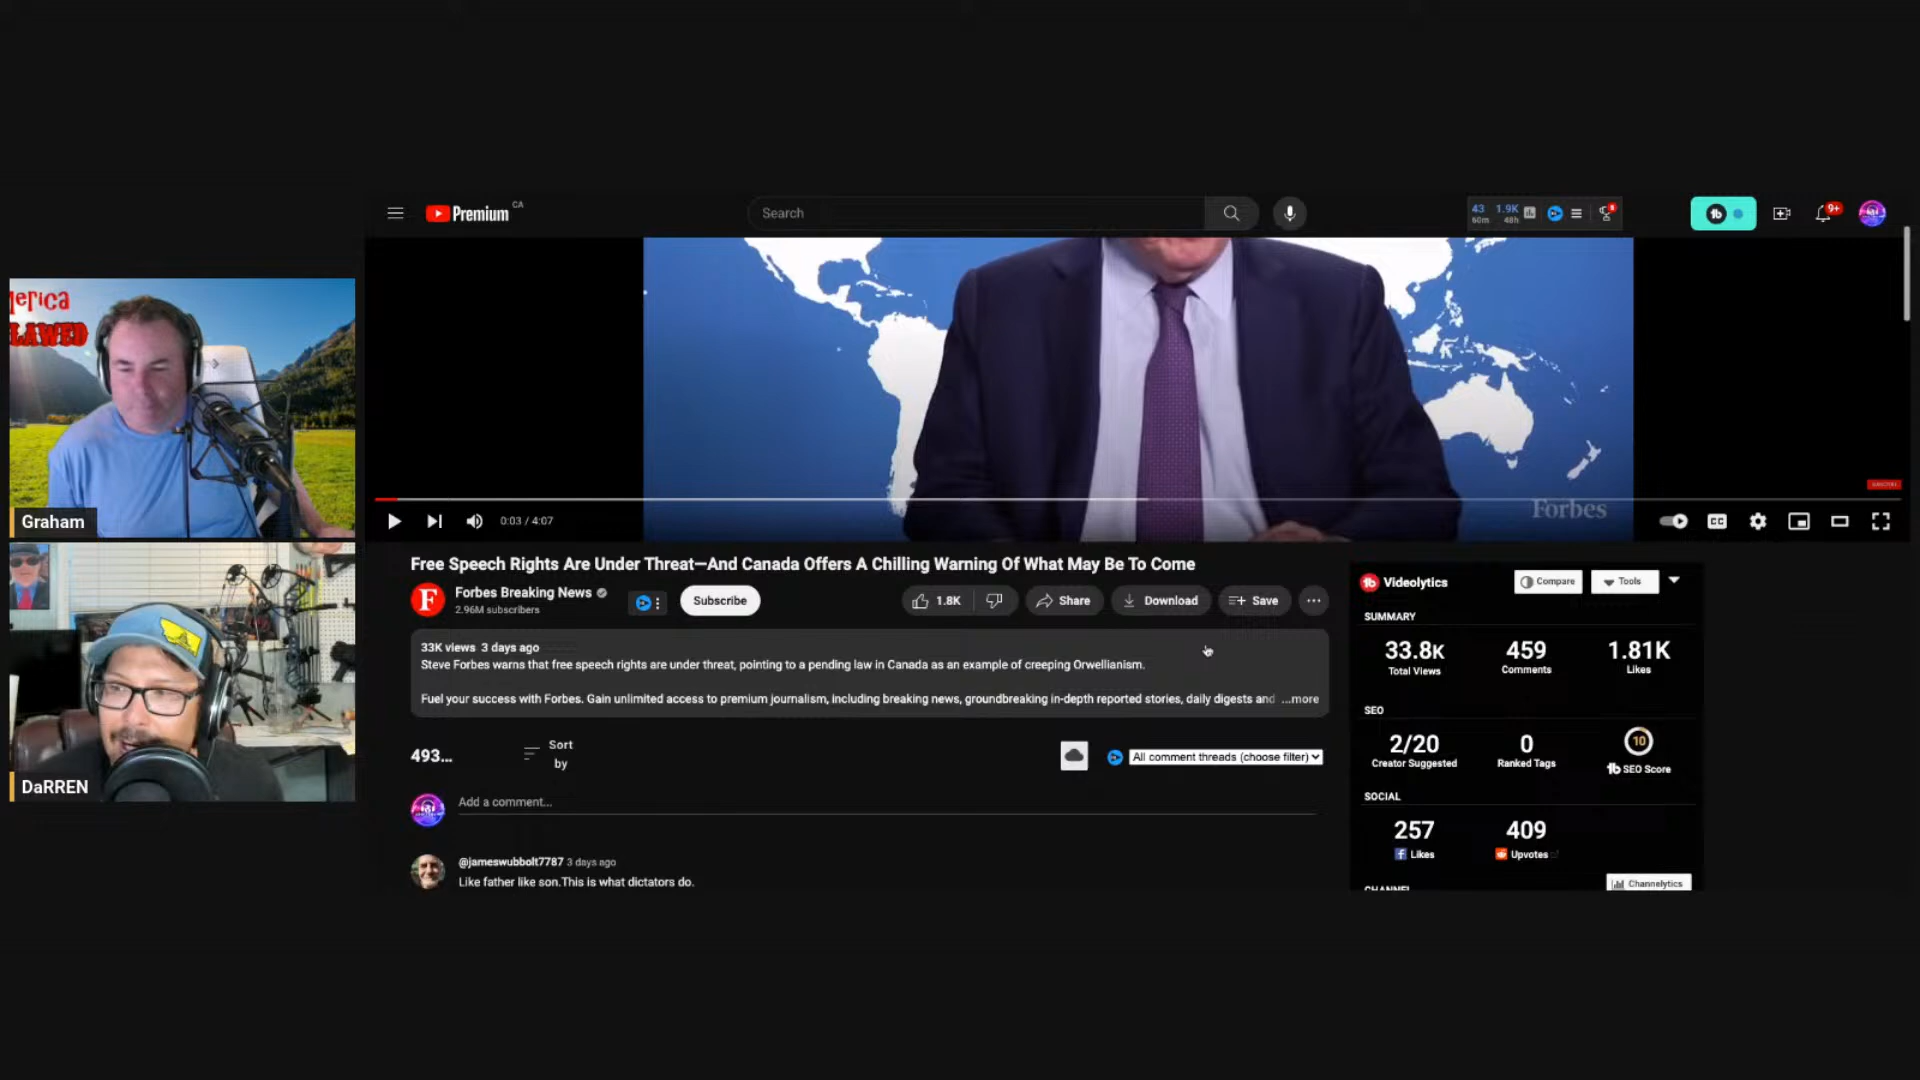 Premium CA
Search
43 1.9K
60m 48h
9+
merica
LAWED
Graham
DaRREN
Forbes
0:03 / 4:07
CC
Free Speech Rights Are Under Threat—And Canada Offers A Chilling Warning Of What May Be To Come
F
Forbes Breaking News
2.96M subscribers
Subscribe
1.8K
Share
Download
Save
33K views 3 days ago
Steve Forbes warns that free speech rights are under threat, pointing to a pending law in Canada as an example of creeping Orwellianism.
Fuel your success with Forbes. Gain unlimited access to premium journalism, including breaking news, groundbreaking in-depth reported stories, daily digests and ...more
493...
Sort
by
All comment threads (choose filter)
Add a comment...
@jameswubbolt7787 3 days ago
Like father like son.This is what dictators do.
Videolytics
Compare
Tools
SUMMARY
33.8K 459 1.81K
Total Views Comments Likes
SEO
2/20 0 10
Creator Suggested Ranked Tags tb SEO Score
SOCIAL
257 409
Likes Upvotes
CHANNEL
Channelytics